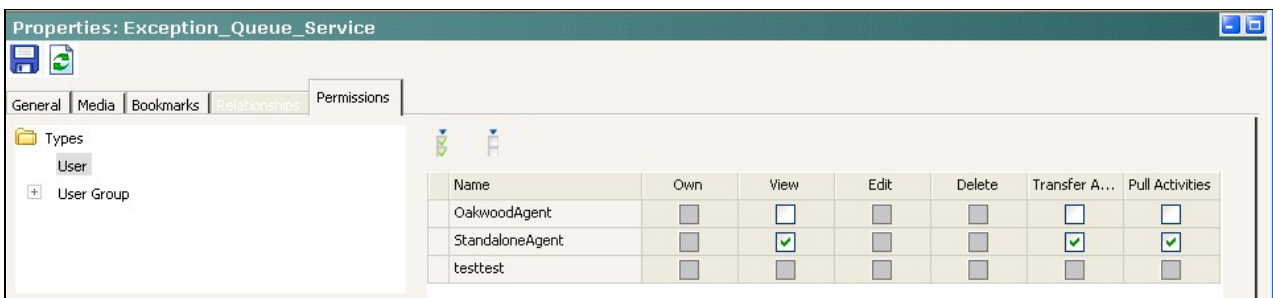 Properties: Exception_Queue_Service
General Media Bookmarks Relationships Permissions
Types
User
User Group
Name Own View Edit Delete Transfer A... Pull Activities
OakwoodAgent
StandaloneAgent
testtest